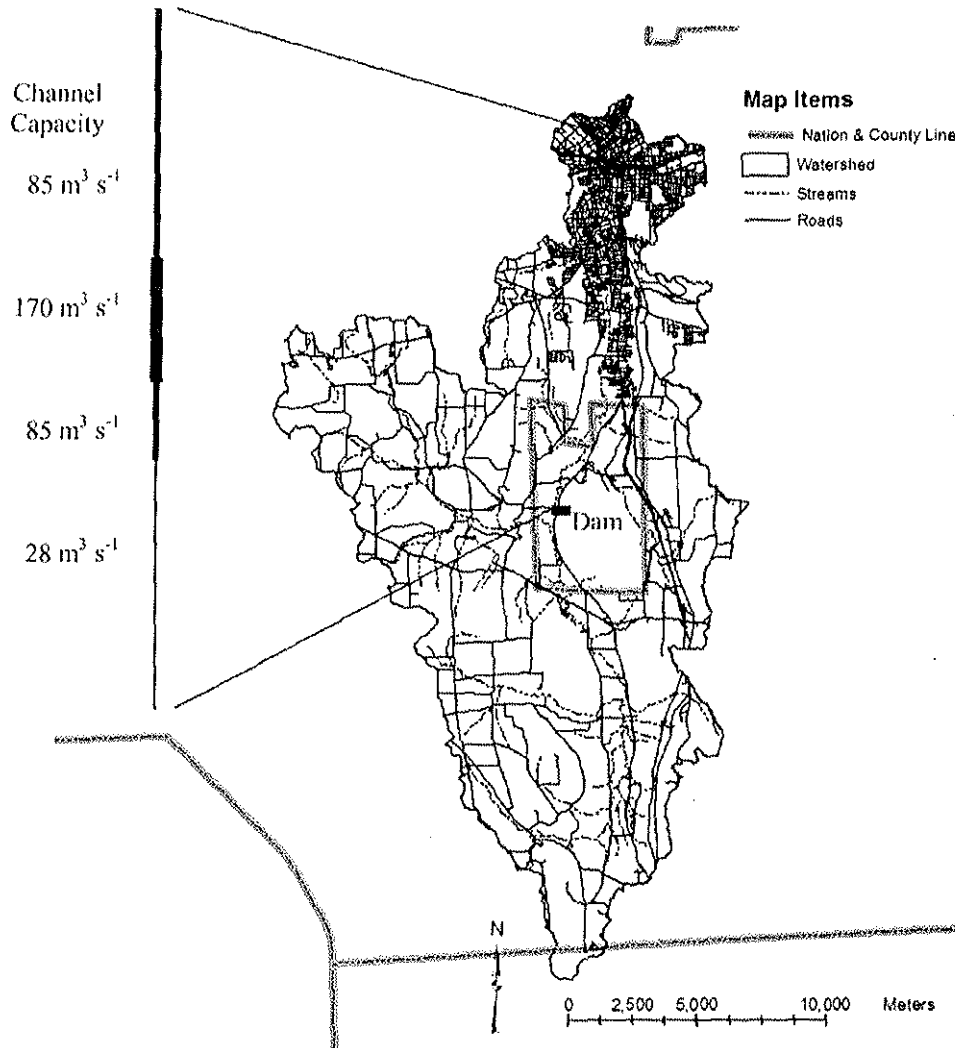 Channel
Capacity
85 m³ s⁻¹
170 m³ s⁻¹
85 m³ s⁻¹
28 m³ s⁻¹
Map Items
Nation & County Line
Watershed
Streams
Roads
Dam
N
0 2,500 5,000 10,000 Meters